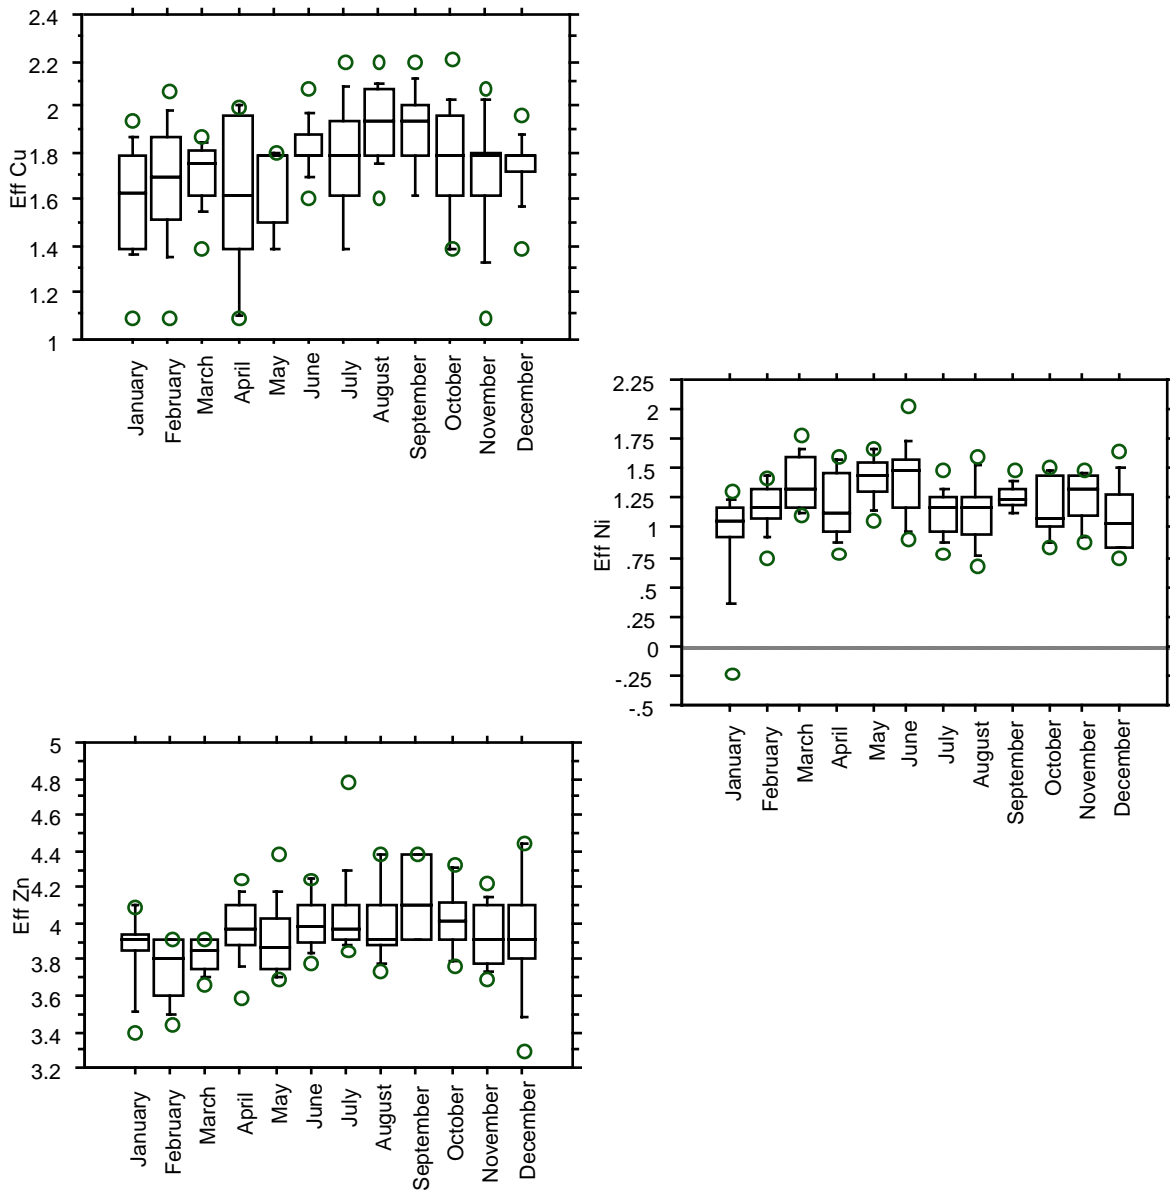 2.4
2.2
2
1.8
1.6
1.4
1.2
1
Eff Cu
January
February
March
April
May
June
July
August
September
October
November
December
2.25
2
1.75
1.5
1.25
1
.75
.5
.25
0
-.25
-.5
Eff Ni
January
February
March
April
May
June
July
August
September
October
November
December
5
4.8
4.6
4.4
4.2
4
3.8
3.6
3.4
3.2
Eff Zn
January
February
March
April
May
June
July
August
September
October
November
December